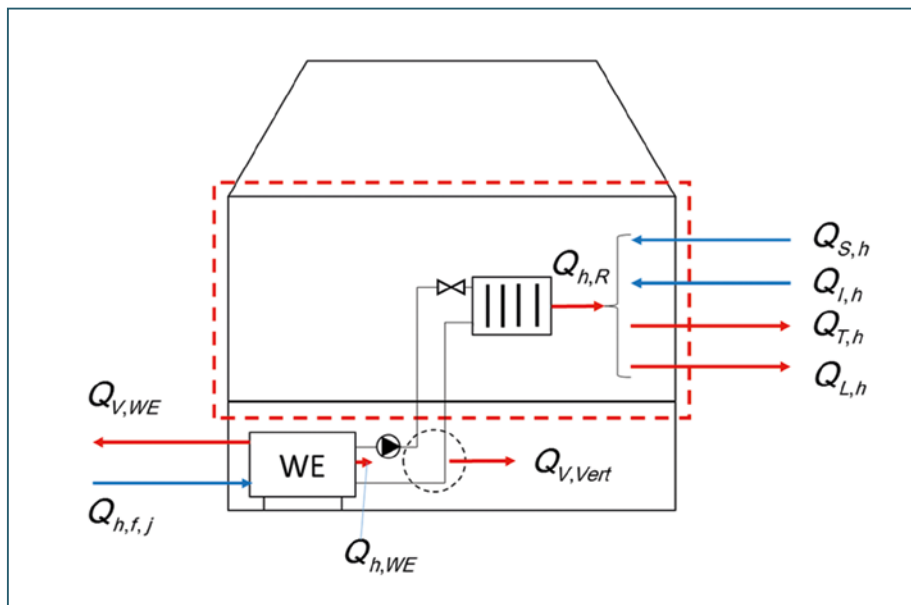 Q_{S,h}
Q_{h,R}
Q_{I,h}
Q_{T,h}
Q_{L,h}
Q_{V,WE}
WE
Q_{V,Vert}
Q_{h,f,j}
Q_{h,WE}